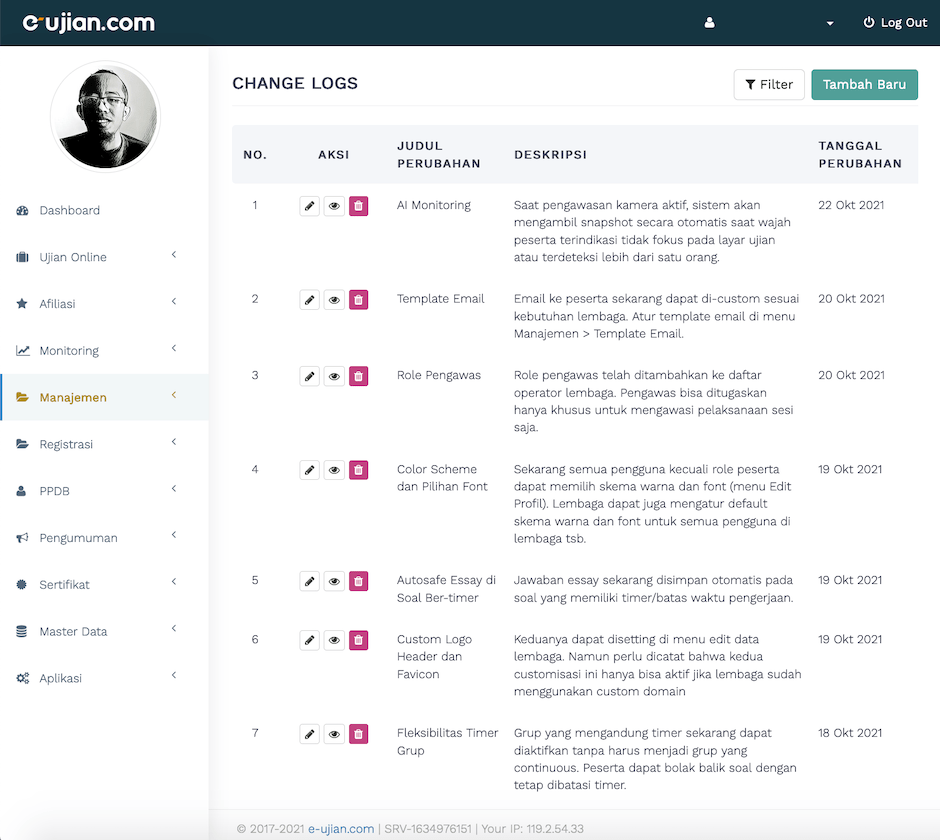 e-ujian.com
Log Out
CHANGE LOGS
Filter
Tambah Baru
Dashboard
Ujian Online
Afiliasi
Monitoring
Manajemen
Registrasi
PPDB
Pengumuman
Sertifikat
Master Data
Aplikasi
NO.
AKSI
JUDUL
PERUBAHAN
DESKRIPSI
TANGGAL
PERUBAHAN
1
AI Monitoring
Saat pengawasan kamera aktif, sistem akan
mengambil snapshot secara otomatis saat wajah
peserta terindikasi tidak fokus pada layar ujian
atau terdeteksi lebih dari satu orang.
22 Okt 2021
2
Template Email
Email ke peserta sekarang dapat di-custom sesuai
kebutuhan lembaga. Atur template email di menu
Manajemen > Template Email.
20 Okt 2021
3
Role Pengawas
Role pengawas telah ditambahkan ke daftar
operator lembaga. Pengawas bisa ditugaskan
hanya khusus untuk mengawasi pelaksanaan sesi
saja.
20 Okt 2021
4
Color Scheme
dan Pilihan Font
Sekarang semua pengguna kecuali role peserta
dapat memilih skema warna dan font (menu Edit
Profil). Lembaga dapat juga mengatur default
skema warna dan font untuk semua pengguna di
lembaga tsb.
19 Okt 2021
5
Autosafe Essay di
Soal Ber-timer
Jawaban essay sekarang disimpan otomatis pada
soal yang memiliki timer/batas waktu pengerjaan.
19 Okt 2021
6
Custom Logo
Header dan
Favicon
Keduanya dapat disetting di menu edit data
lembaga. Namun perlu dicatat bahwa kedua
customisasi ini hanya bisa aktif jika lembaga sudah
menggunakan custom domain
19 Okt 2021
7
Fleksibilitas Timer
Grup
Grup yang mengandung timer sekarang dapat
diaktifkan tanpa harus menjadi grup yang
continuous. Peserta dapat bolak balik soal dengan
tetap dibatasi timer.
18 Okt 2021
© 2017-2021 e-ujian.com | SRV-1634976151 | Your IP: 119.2.54.33